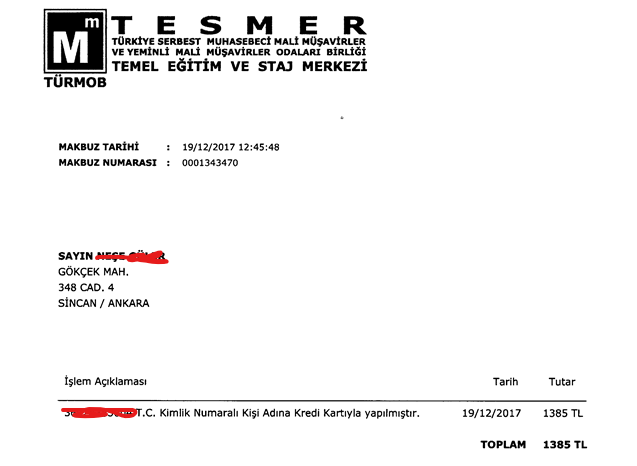 m
M
TÜRMOB
TESMER
TÜRKİYE SERBEST MUHASEBECİ MALİ MÜŞAVİRLER
VE YEMİNLİ MALİ MÜŞAVİRLER ODALARI BİRLİĞİ
TEMEL EĞİTİM VE STAJ MERKEZİ
MAKBUZ TARİHİ : 19/12/2017 12:45:48
MAKBUZ NUMARASI : 0001343470
SAYIN
GÖKÇEK MAH.
348 CAD. 4
SİNCAN / ANKARA
İşlem Açıklaması Tarih Tutar
T.C. Kimlik Numaralı Kişi Adına Kredi Kartıyla yapılmıştır. 19/12/2017 1385 TL
TOPLAM 1385 TL